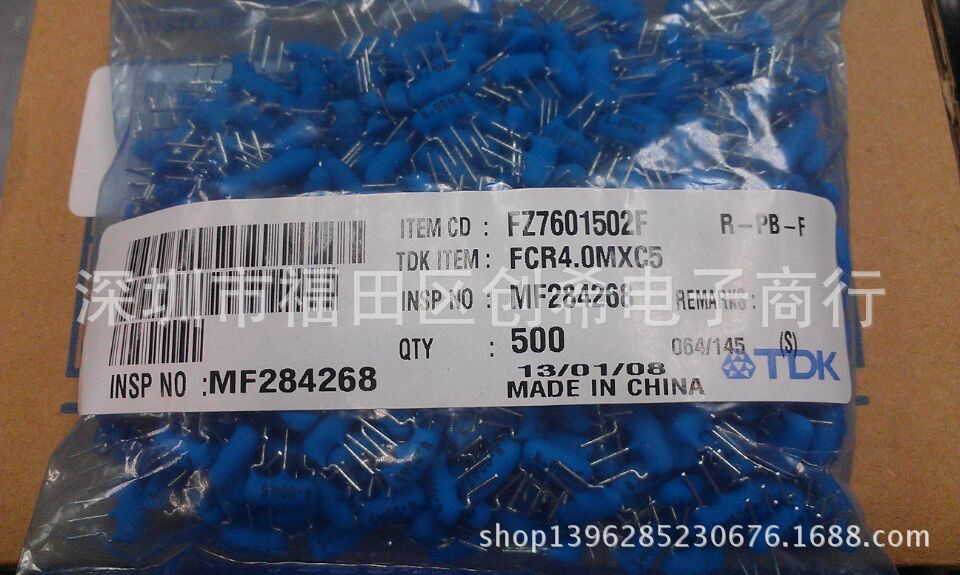 ITEM CD : FZ7601502F R-PB-F
TDK ITEM : FCR4.0MXC5
深圳市福田区创希电子商行
INSP NO : MF284268 REMARKS :
QTY : 500 064/145 (S)
TDK
INSP NO :MF284268 13/01/08
MADE IN CHINA
shop1396285230676.1688.com